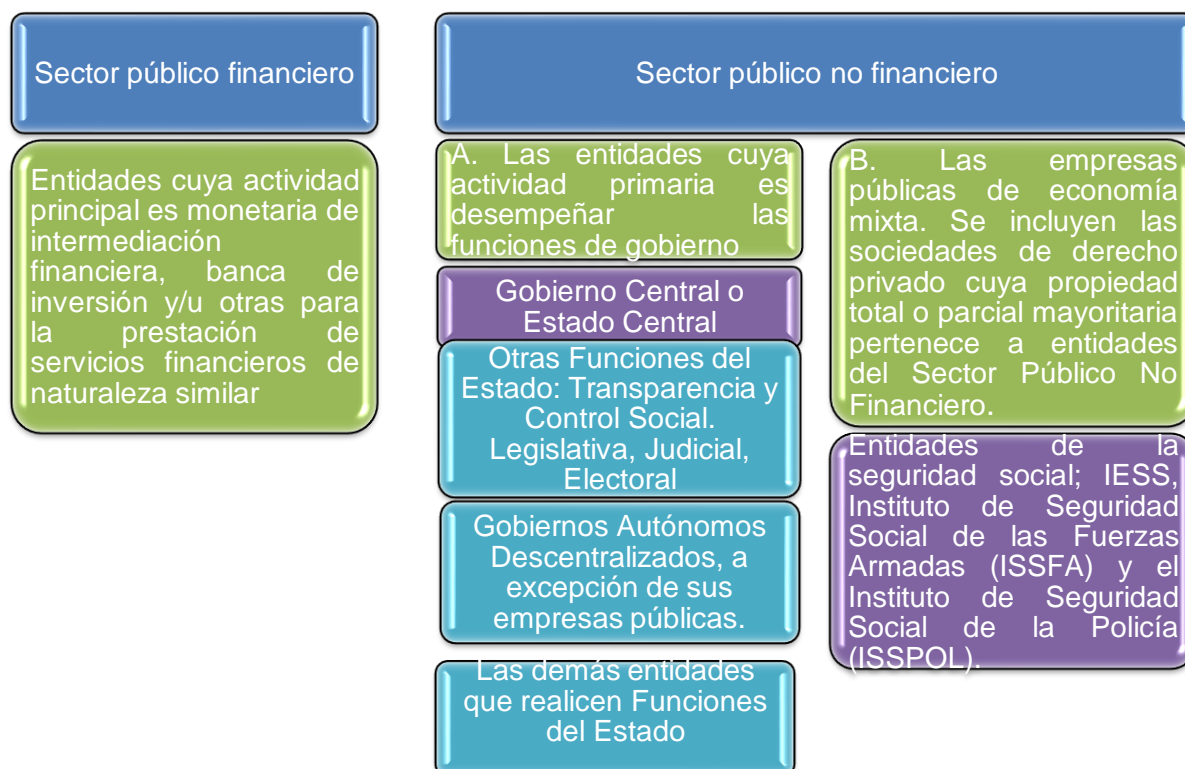 Sector público financiero
Entidades cuya actividad
principal es monetaria de
intermediación
financiera, banca de
inversión y/u otras para
la prestación de
servicios financieros de
naturaleza similar
Sector público no financiero
A. Las entidades cuya
actividad primaria es
desempeñar las
funciones de gobierno
Gobierno Central o
Estado Central
Otras Funciones del
Estado: Transparencia y
Control Social.
Legislativa, Judicial,
Electoral
Gobiernos Autónomos
Descentralizados, a
excepción de sus
empresas públicas.
Las demás entidades
que realicen Funciones
del Estado
B. Las empresas
públicas de economía
mixta. Se incluyen las
sociedades de derecho
privado cuya propiedad
total o parcial mayoritaria
pertenece a entidades
del Sector Público No
Financiero.
Entidades de la
seguridad social; IESS,
Instituto de Seguridad
Social de las Fuerzas
Armadas (ISSFA) y el
Instituto de Seguridad
Social de la Policía
(ISSPOL).